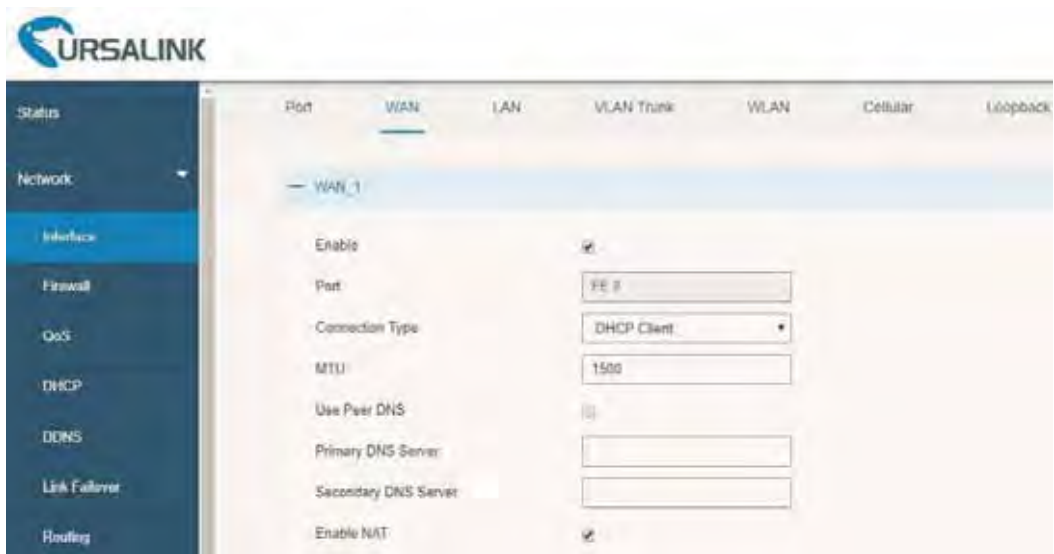 URSALINK
Status
Port WAN LAN VLAN Trunk WLAN Cellular Loopback
Network
WAN_1
Interface
Enable
Firewall
Port FE 0
QoS
Connection Type DHCP Client
MTU 1500
DHCP
Use Peer DNS
DDNS
Primary DNS Server
Link Failover
Secondary DNS Server
Routing
Enable NAT